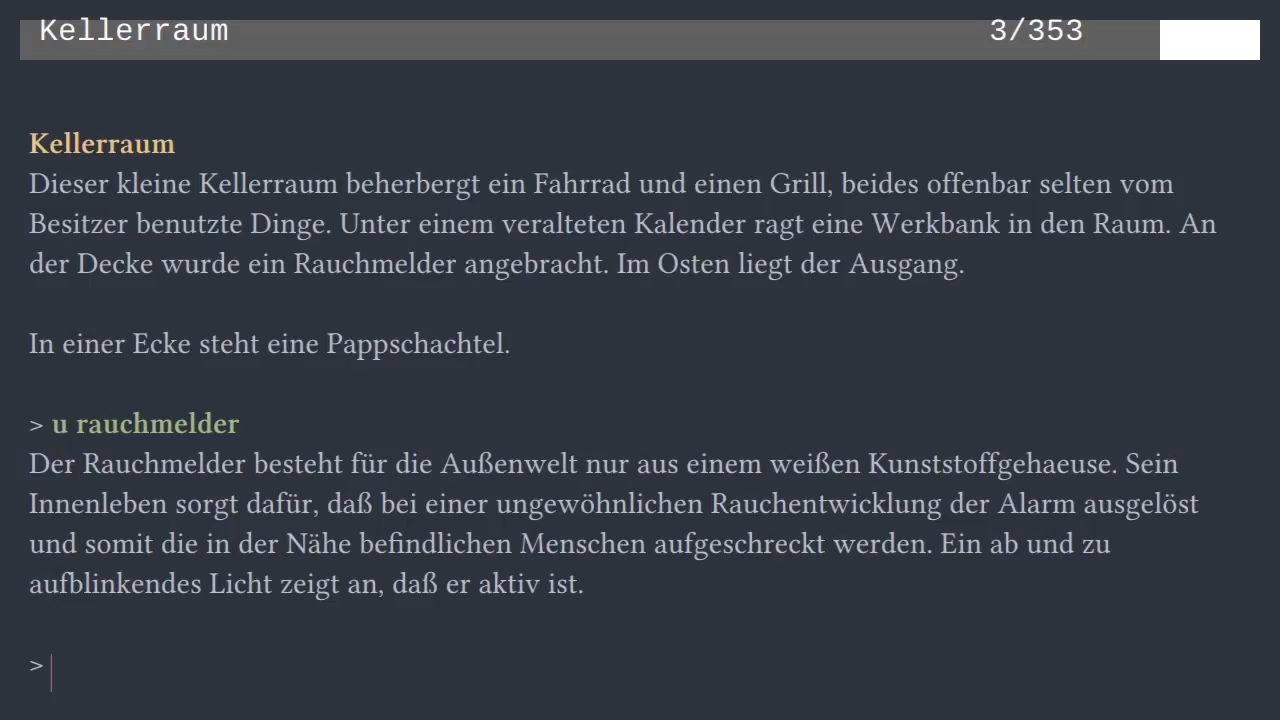 Kellerraum 3/353
Kellerraum
Dieser kleine Kellerraum beherbergt ein Fahrrad und einen Grill, beides offenbar selten vom
Besitzer benutzte Dinge. Unter einem veralteten Kalender ragt eine Werkbank in den Raum. An
der Decke wurde ein Rauchmelder angebracht. Im Osten liegt der Ausgang.
In einer Ecke steht eine Pappschachtel.
> u rauchmelder
Der Rauchmelder besteht für die Außenwelt nur aus einem weißen Kunststoffgehaeuse. Sein
Innenleben sorgt dafür, daß bei einer ungewöhnlichen Rauchentwicklung der Alarm ausgelöst
und somit die in der Nähe befindlichen Menschen aufgeschreckt werden. Ein ab und zu
aufblinkendes Licht zeigt an, daß er aktiv ist.
>